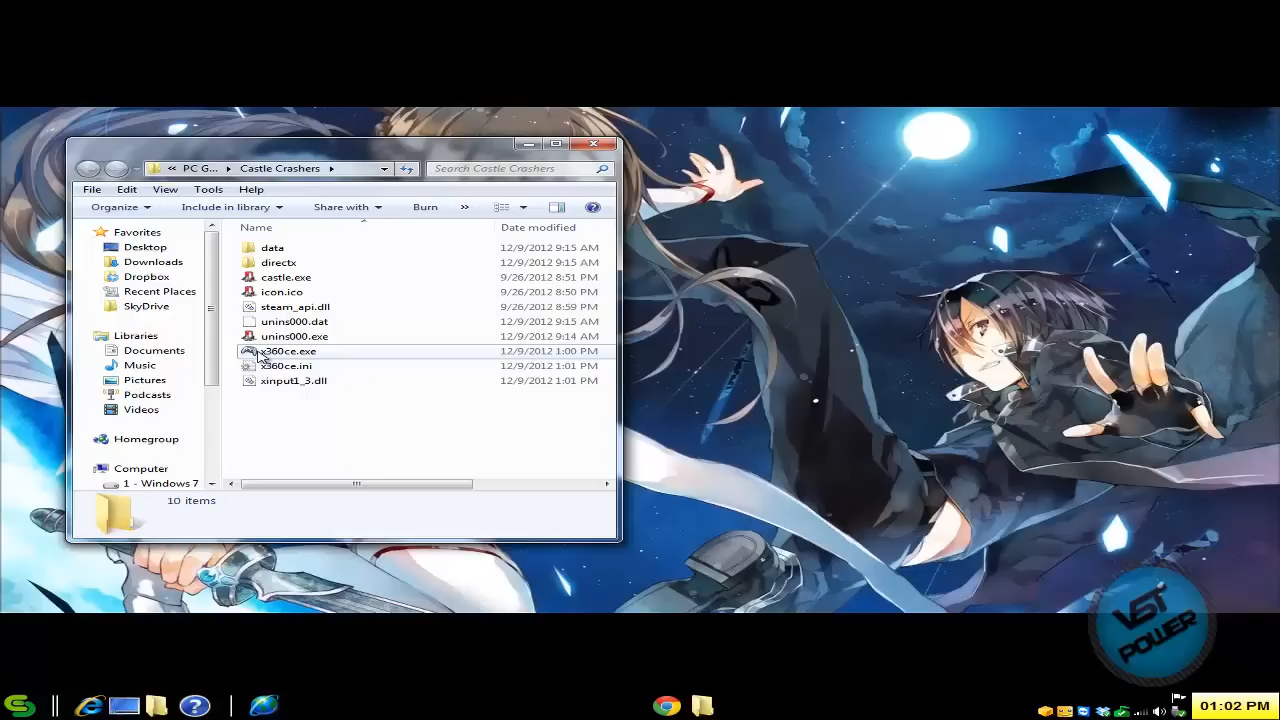 « PC G... ▸ Castle Crashers ▸
Search Castle Crashers
File Edit View Tools Help
Organize Include in library Share with Burn »
Name Date modified
Favorites
Desktop
Downloads
Dropbox
Recent Places
SkyDrive
Libraries
Documents
Music
Pictures
Podcasts
Videos
Homegroup
Computer
1 - Windows 7
data 12/9/2012 9:15 AM
directx 12/9/2012 9:15 AM
castle.exe 9/26/2012 8:51 PM
icon.ico 9/26/2012 8:50 PM
steam_api.dll 9/26/2012 8:59 PM
unins000.dat 12/9/2012 9:15 AM
unins000.exe 12/9/2012 9:14 AM
x360ce.exe 12/9/2012 1:00 PM
x360ce.ini 12/9/2012 1:01 PM
xinput1_3.dll 12/9/2012 1:01 PM
10 items
VST
POWER
01:02 PM